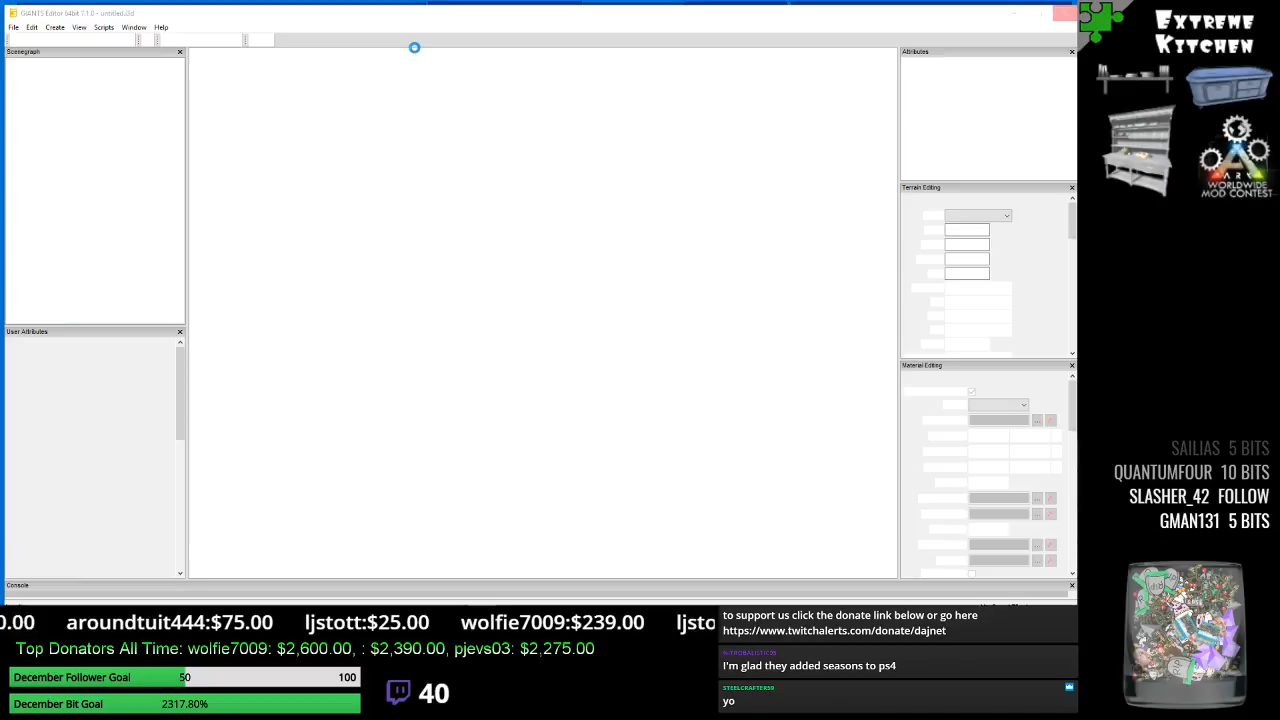 GIANTS Editor 64bit 7.1.0 - untitled.i3d
File Edit Create View Scripts Window Help
Scenegraph
Attributes
Terrain Editing
User Attributes
Material Editing
Console
EXTREME
KITCHEN
ARK
WORLDWIDE
MOD CONTEST
SAILIAS 5 BITS
QUANTUMFOUR 10 BITS
SLASHER_42 FOLLOW
GMAN131 5 BITS
0.00 aroundtuit444:$75.00 ljstott:$25.00 wolfie7009:$239.00 ljsto
Top Donators All Time: wolfie7009: $2,600.00, : $2,390.00, pjevs03: $2,275.00
December Follower Goal 50 100
December Bit Goal 2317.80%
40
to support us click the donate link below or go here
https://www.twitchalerts.com/donate/dajnet
I'm glad they added seasons to ps4
STEELCRAFTER59
yo